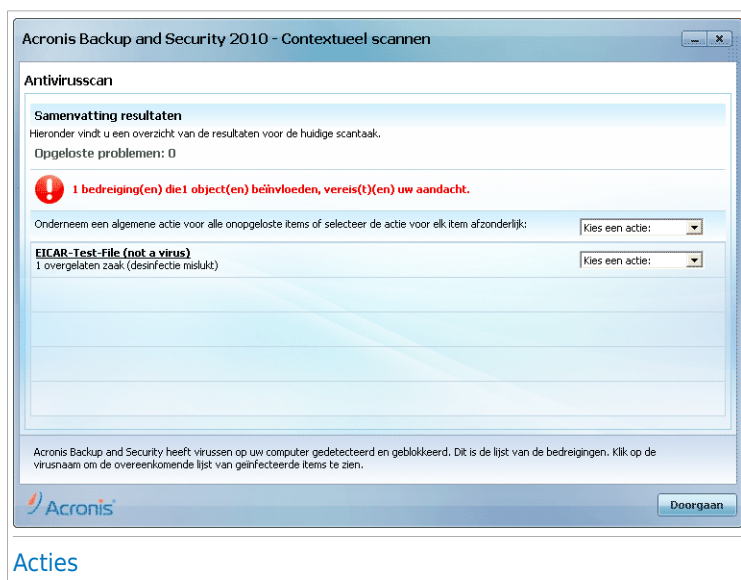 Acronis Backup and Security 2010 - Contextueel scannen
Antivirusscan
Samenvatting resultaten
Hieronder vindt u een overzicht van de resultaten voor de huidige scantaak.
Opgeloste problemen: 0
1 bedreiging(en) die1 object(en) beïnvloeden, vereis(t)(en) uw aandacht.
Onderneem een algemene actie voor alle onopgeloste items of selecteer de actie voor elk item afzonderlijk:
Kies een actie:
EICAR-Test-File (not a virus)
1 overgelaten zaak (desinfectie mislukt)
Kies een actie:
Acronis Backup and Security heeft virussen op uw computer gedetecteerd en geblokkeerd. Dit is de lijst van de bedreigingen. Klik op de
virusnaam om de overeenkomende lijst van geïnfecteerde items te zien.
Acronis
Doorgaan
Acties